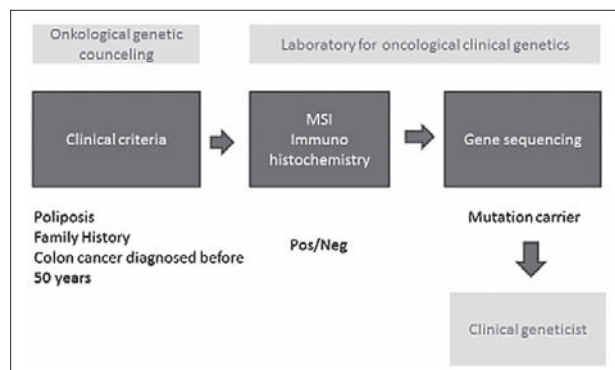 Onkological genetic
counceling
Laboratory for oncological clinical genetics
Clinical criteria
MSI
Immuno
histochemistry
Gene sequencing
Poliposis
Family History
Colon cancer diagnosed before
50 years
Pos/Neg
Mutation carrier
Clinical geneticist